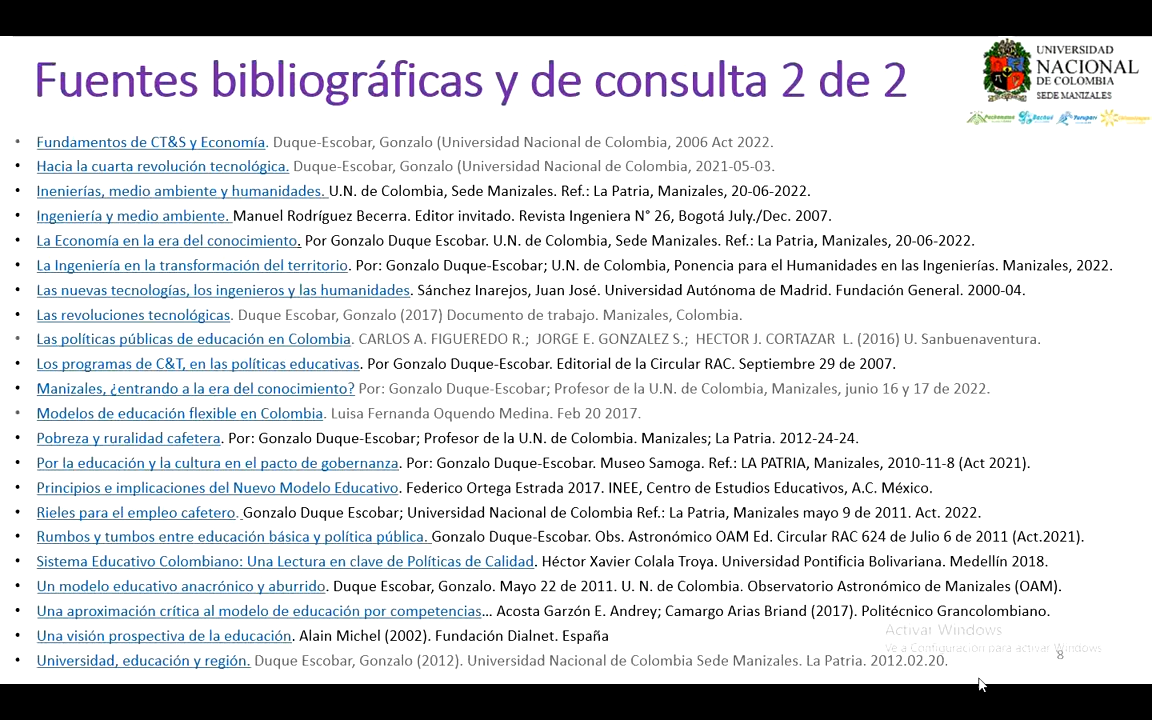 Fuentes bibliográficas y de consulta 2 de 2
UNIVERSIDAD
NACIONAL
DE COLOMBIA
SEDE MANIZALES
• Fundamentos de CT&S y Economía. Duque-Escobar, Gonzalo (Universidad Nacional de Colombia, 2006 Act 2022.
• Hacia la cuarta revolución tecnológica. Duque-Escobar, Gonzalo (Universidad Nacional de Colombia, 2021-05-03.
• Inenierías, medio ambiente y humanidades. U.N. de Colombia, Sede Manizales. Ref.: La Patria, Manizales, 20-06-2022.
• Ingeniería y medio ambiente. Manuel Rodríguez Becerra. Editor invitado. Revista Ingeniera N° 26, Bogotá July./Dec. 2007.
• La Economía en la era del conocimiento. Por Gonzalo Duque Escobar. U.N. de Colombia, Sede Manizales. Ref.: La Patria, Manizales, 20-06-2022.
• La Ingeniería en la transformación del territorio. Por: Gonzalo Duque-Escobar; U.N. de Colombia, Ponencia para el Humanidades en las Ingenierías. Manizales, 2022.
• Las nuevas tecnologías, los ingenieros y las humanidades. Sánchez Inarejos, Juan José. Universidad Autónoma de Madrid. Fundación General. 2000-04.
• Las revoluciones tecnológicas. Duque Escobar, Gonzalo (2017) Documento de trabajo. Manizales, Colombia.
• Las políticas públicas de educación en Colombia. CARLOS A. FIGUEREDO R.; JORGE E. GONZALEZ S.; HECTOR J. CORTAZAR L. (2016) U. Sanbuenaventura.
• Los programas de C&T, en las políticas educativas. Por Gonzalo Duque-Escobar. Editorial de la Circular RAC. Septiembre 29 de 2007.
• Manizales, ¿entrando a la era del conocimiento? Por: Gonzalo Duque-Escobar; Profesor de la U.N. de Colombia, Manizales, junio 16 y 17 de 2022.
• Modelos de educación flexible en Colombia. Luisa Fernanda Oquendo Medina. Feb 20 2017.
• Pobreza y ruralidad cafetera. Por: Gonzalo Duque-Escobar; Profesor de la U.N. de Colombia. Manizales; La Patria. 2012-24-24.
• Por la educación y la cultura en el pacto de gobernanza. Por: Gonzalo Duque-Escobar. Museo Samoga. Ref.: LA PATRIA, Manizales, 2010-11-8 (Act 2021).
• Principios e implicaciones del Nuevo Modelo Educativo. Federico Ortega Estrada 2017. INEE, Centro de Estudios Educativos, A.C. México.
• Rieles para el empleo cafetero. Gonzalo Duque Escobar; Universidad Nacional de Colombia Ref.: La Patria, Manizales mayo 9 de 2011. Act. 2022.
• Rumbos y tumbos entre educación básica y política pública. Gonzalo Duque-Escobar. Obs. Astronómico OAM Ed. Circular RAC 624 de Julio 6 de 2011 (Act.2021).
• Sistema Educativo Colombiano: Una Lectura en clave de Políticas de Calidad. Héctor Xavier Colala Troya. Universidad Pontificia Bolivariana. Medellín 2018.
• Un modelo educativo anacrónico y aburrido. Duque Escobar, Gonzalo. Mayo 22 de 2011. U. N. de Colombia. Observatorio Astronómico de Manizales (OAM).
• Una aproximación crítica al modelo de educación por competencias... Acosta Garzón E. Andrey; Camargo Arias Briand (2017). Politécnico Grancolombiano.
• Una visión prospectiva de la educación. Alain Michel (2002). Fundación Dialnet. España
Activar Windows
Ve a Configuración para activar Windows.
• Universidad, educación y región. Duque Escobar, Gonzalo (2012). Universidad Nacional de Colombia Sede Manizales. La Patria. 2012.02.20.
8